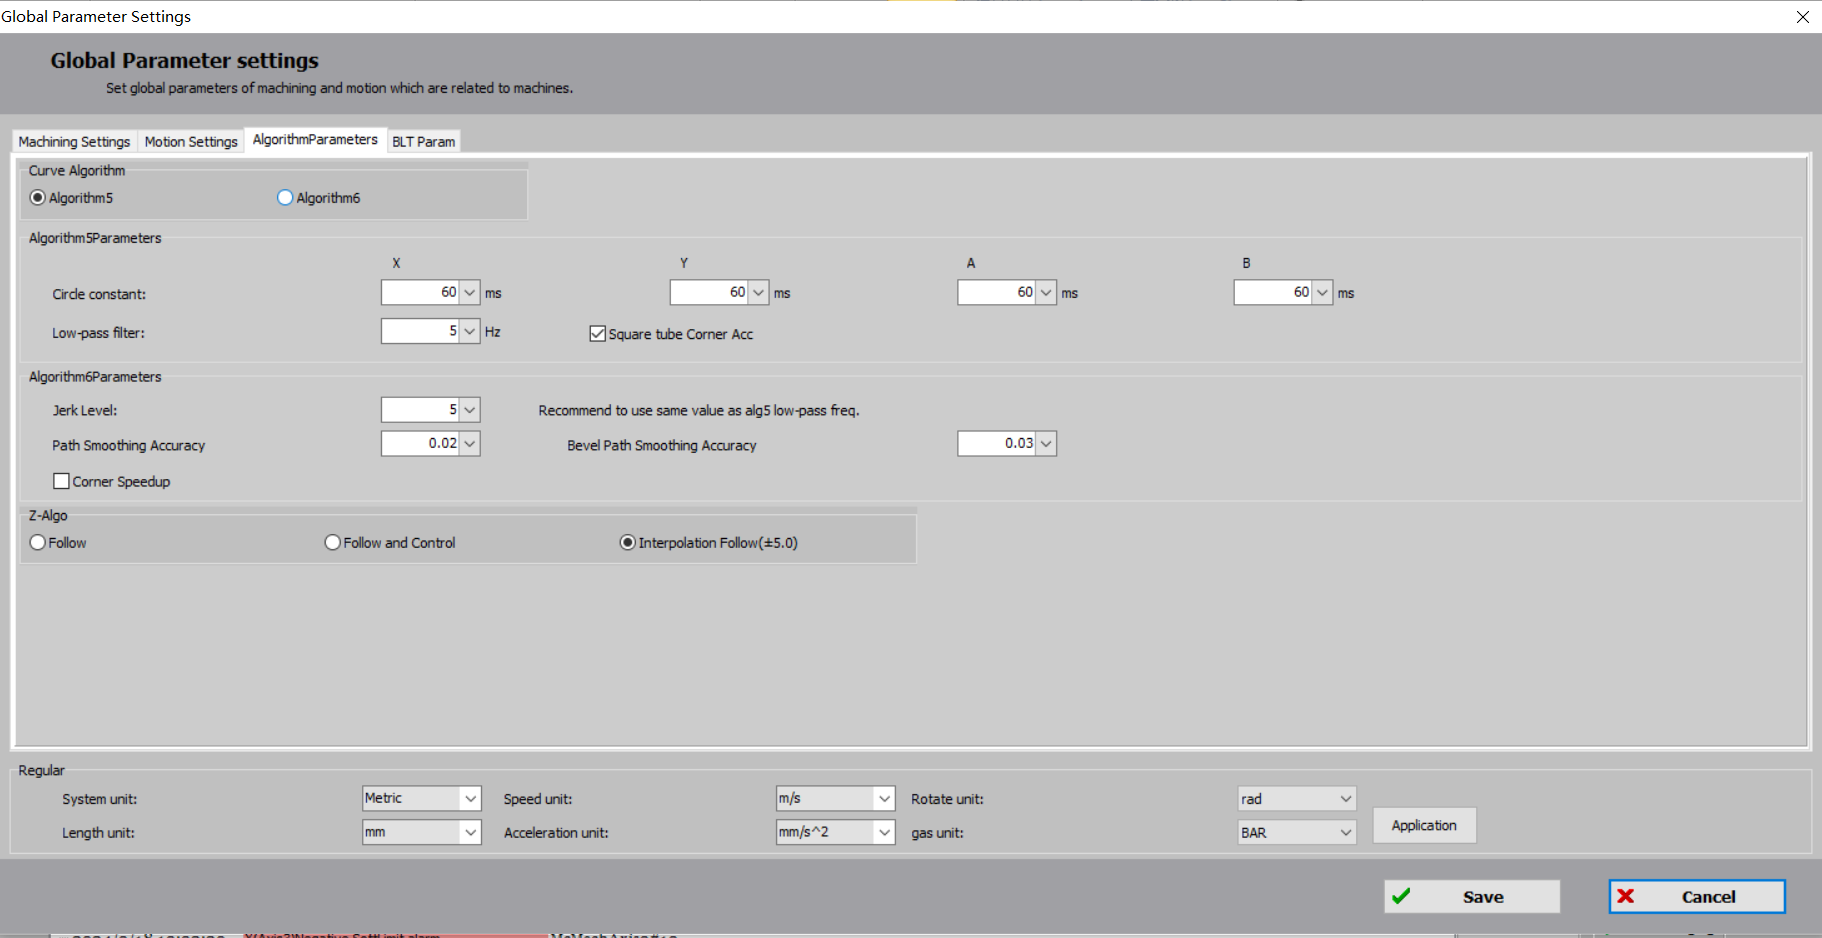 Global Parameter Settings
Global Parameter settings
Set global parameters of machining and motion which are related to machines.
Machining Settings Motion Settings AlgorithmParameters BLT Param
Curve Algorithm
Algorithm5 Algorithm6
Algorithm5Parameters
X Y A B
Circle constant: 60 ms 60 ms 60 ms 60 ms
Low-pass filter: 5 Hz Square tube Corner Acc
Algorithm6Parameters
Jerk Level: 5 Recommend to use same value as alg5 low-pass freq.
Path Smoothing Accuracy 0.02 Bevel Path Smoothing Accuracy 0.03
Corner Speedup
Z-Algo
Follow Follow and Control Interpolation Follow(±5.0)
Regular
System unit: Metric Speed unit: m/s Rotate unit: rad
Length unit: mm Acceleration unit: mm/s^2 gas unit: BAR Application
Save Cancel